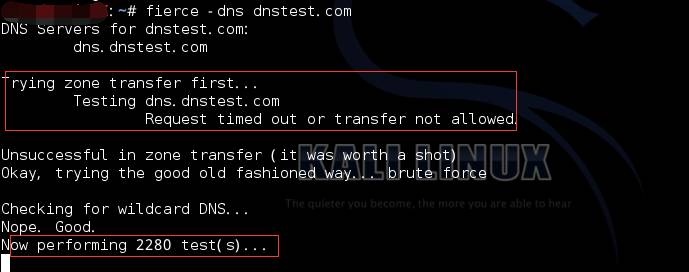 :~# fierce -dns dnstest.com
DNS Servers for dnstest.com:
dns.dnstest.com
Trying zone transfer first...
Testing dns.dnstest.com
Request timed out or transfer not allowed.
Unsuccessful in zone transfer (it was worth a shot)
Okay, trying the good old fashioned way... brute force
KALI LINUX
The quieter you become, the more you are able to hear
Checking for wildcard DNS...
Nope. Good.
Now performing 2280 test(s)...